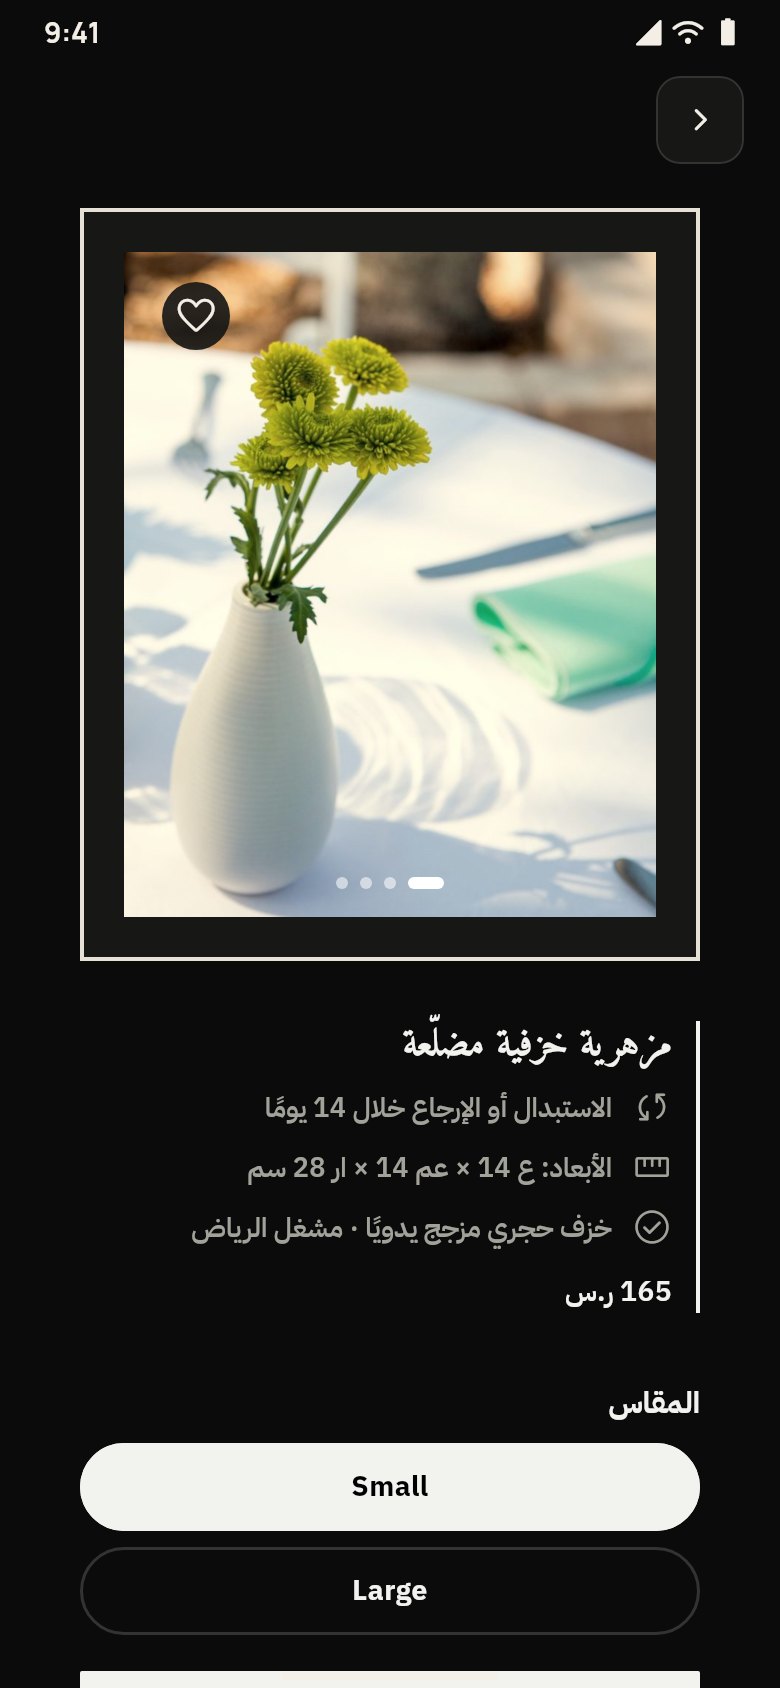 9:41
مزهرية خزفية مضلّعة
الاستبدال أو الإرجاع خلال 14 يومًا
الأبعاد: ع 14 × عم 14 × ار 28 سم
خزف حجري مزجج يدويًا · مشغل الرياض
165 ر.س
المقاس
Small
Large